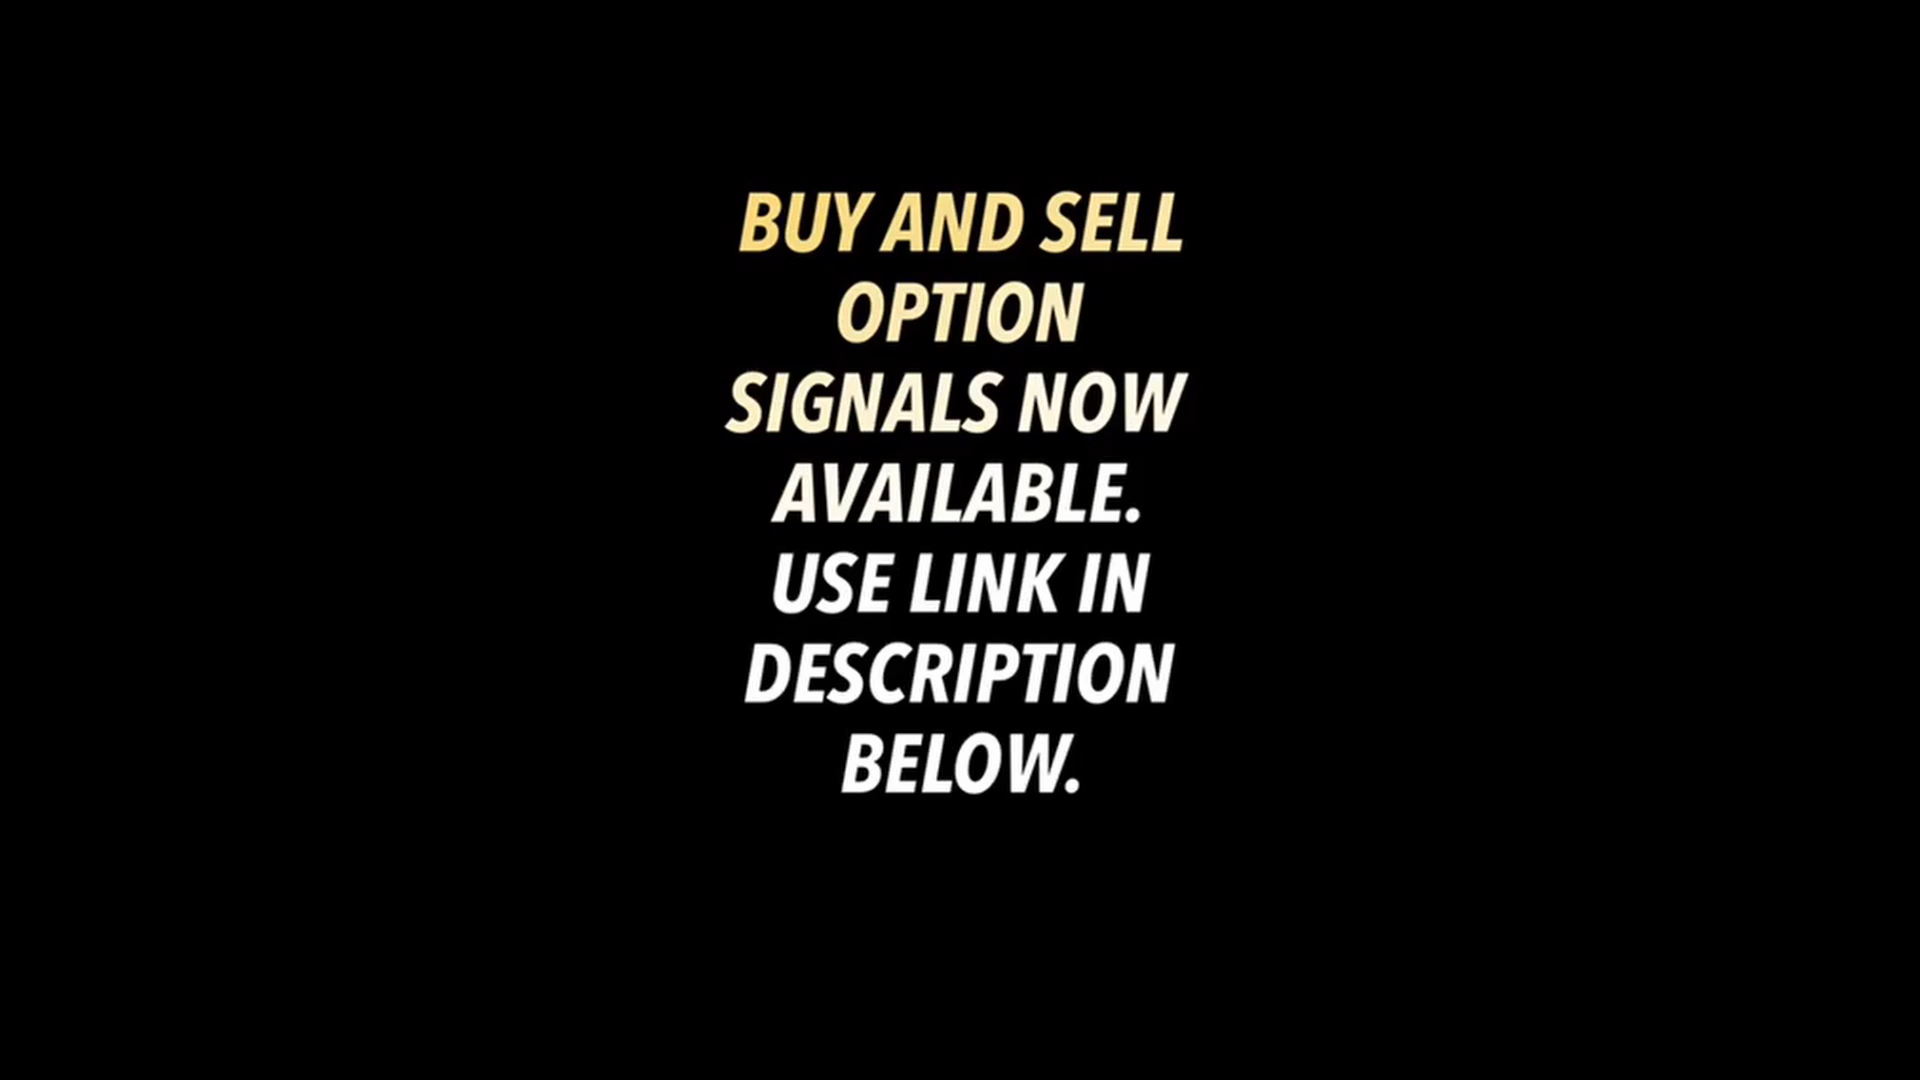 BUY AND SELL
OPTION
SIGNALS NOW
AVAILABLE.
USE LINK IN
DESCRIPTION
BELOW.